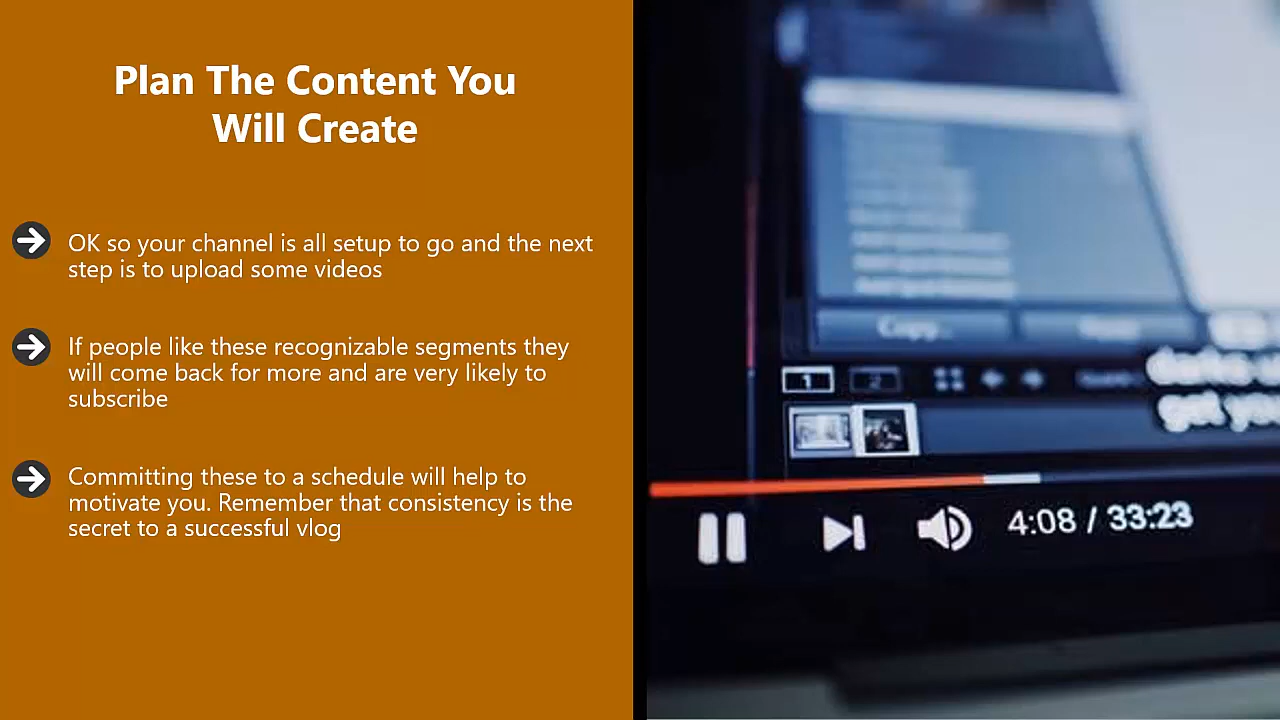 Plan The Content You
Will Create
OK so your channel is all setup to go and the next
step is to upload some videos
If people like these recognizable segments they
will come back for more and are very likely to
subscribe
Committing these to a schedule will help to
motivate you. Remember that consistency is the
secret to a successful vlog
Copy...
1 2
get you
4:08 / 33:23